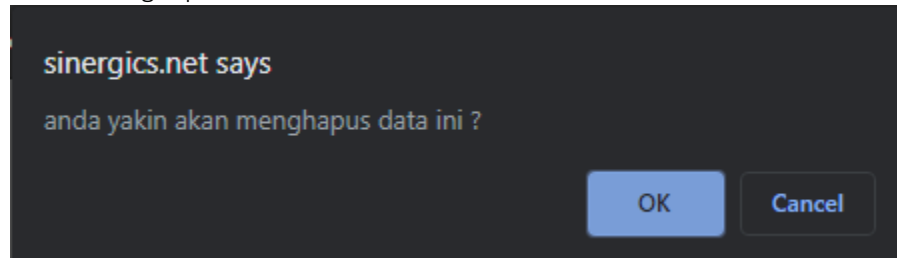 sinergics.net says
anda yakin akan menghapus data ini ?
OK Cancel